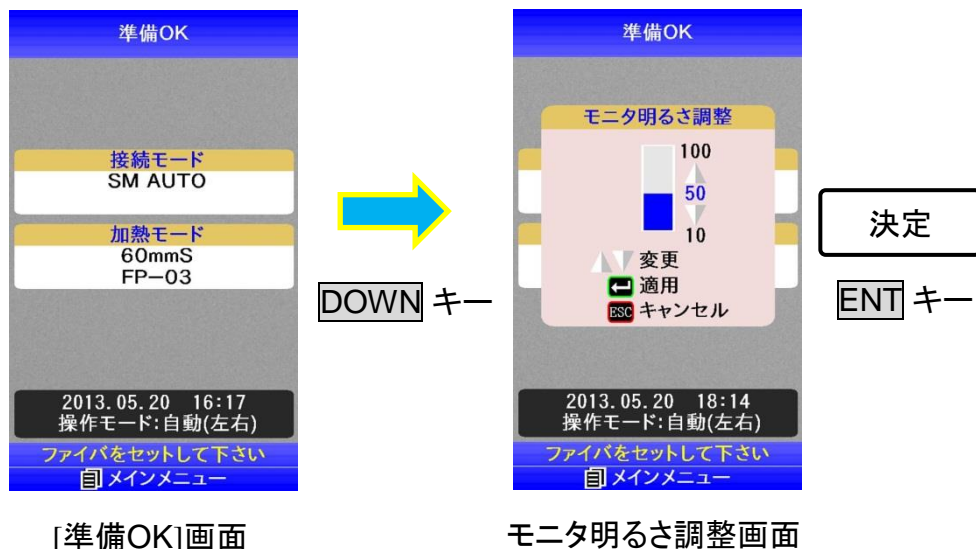 準備OK
接続モード
SM AUTO
加熱モード
60mmS
FP-03
2013.05.20 16:17
操作モード:自動(左右)
ファイバをセットして下さい
メインメニュー
[準備OK]画面
DOWN キー
準備OK
モニタ明るさ調整
100
50
10
変更
適用
ESC キャンセル
2013.05.20 18:14
操作モード:自動(左右)
ファイバをセットして下さい
メインメニュー
モニタ明るさ調整画面
決定
ENT キー